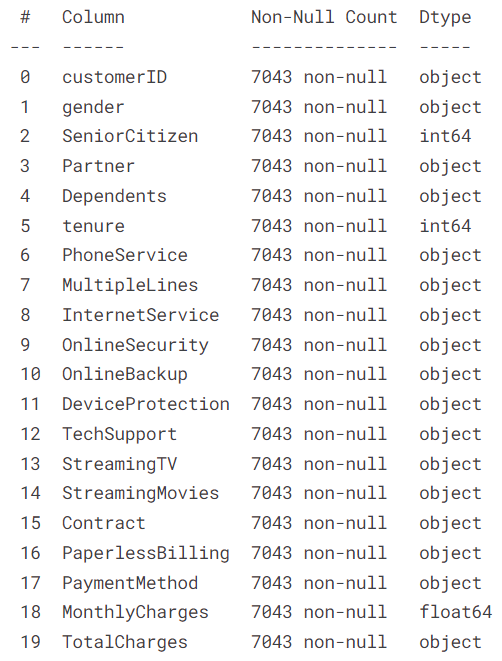 #   Column            Non-Null Count  Dtype
---  ------            --------------  -----
0   customerID        7043 non-null   object
1   gender            7043 non-null   object
2   SeniorCitizen     7043 non-null   int64
3   Partner           7043 non-null   object
4   Dependents        7043 non-null   object
5   tenure            7043 non-null   int64
6   PhoneService      7043 non-null   object
7   MultipleLines     7043 non-null   object
8   InternetService   7043 non-null   object
9   OnlineSecurity    7043 non-null   object
10  OnlineBackup      7043 non-null   object
11  DeviceProtection  7043 non-null   object
12  TechSupport       7043 non-null   object
13  StreamingTV       7043 non-null   object
14  StreamingMovies   7043 non-null   object
15  Contract          7043 non-null   object
16  PaperlessBilling  7043 non-null   object
17  PaymentMethod     7043 non-null   object
18  MonthlyCharges    7043 non-null   float64
19  TotalCharges      7043 non-null   object